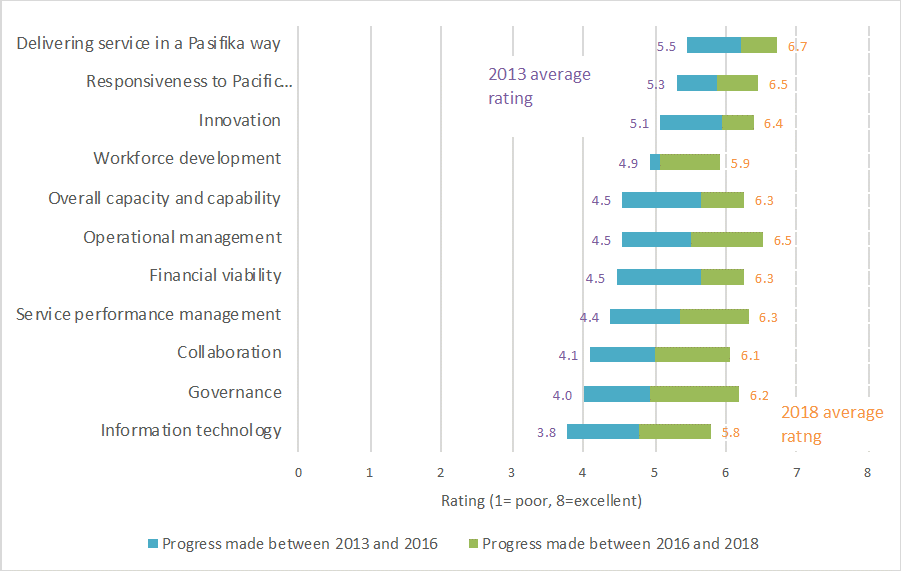 Delivering service in a Pasifika way
5.5
6.7
2013 average
rating
Responsiveness to Pacific...
5.3
6.5
Innovation
5.1
6.4
Workforce development
4.9
5.9
Overall capacity and capability
4.5
6.3
Operational management
4.5
6.5
Financial viability
4.5
6.3
Service performance management
4.4
6.3
Collaboration
4.1
6.1
Governance
4.0
6.2
2018 average
ratng
Information technology
3.8
5.8
0 1 2 3 4 5 6 7 8
Rating (1= poor, 8=excellent)
Progress made between 2013 and 2016 Progress made between 2016 and 2018